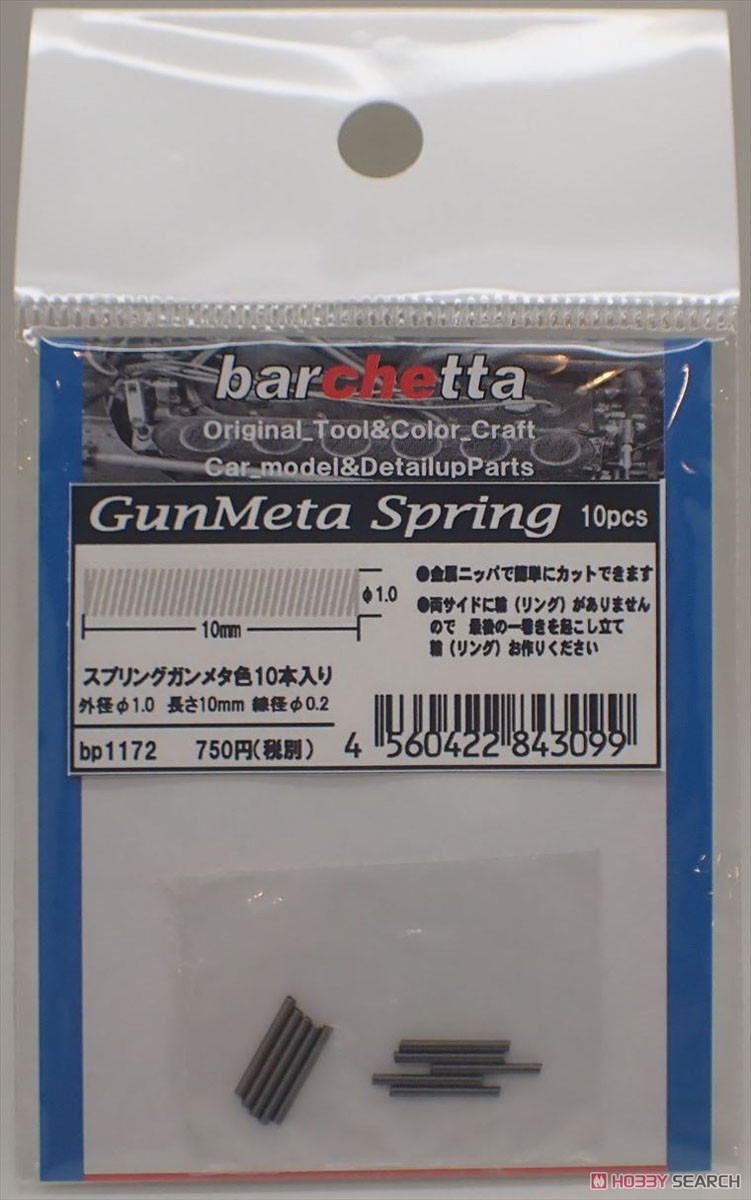 barchetta
Original_Tool&Color_Craft
Car_model&DetailupParts
GunMeta Spring 10pcs
φ1.0
10mm
●金属ニッパで簡単にカットできます
●両サイドに輪（リング）がありません
ので　最後の一巻きを起こし立て
輪（リング）お作りください
スプリングガンメタ色10本入り
外径φ1.0 長さ10mm 線径φ0.2
bp1172 750円(税別)
4 560422 843099
HOBBY SEARCH